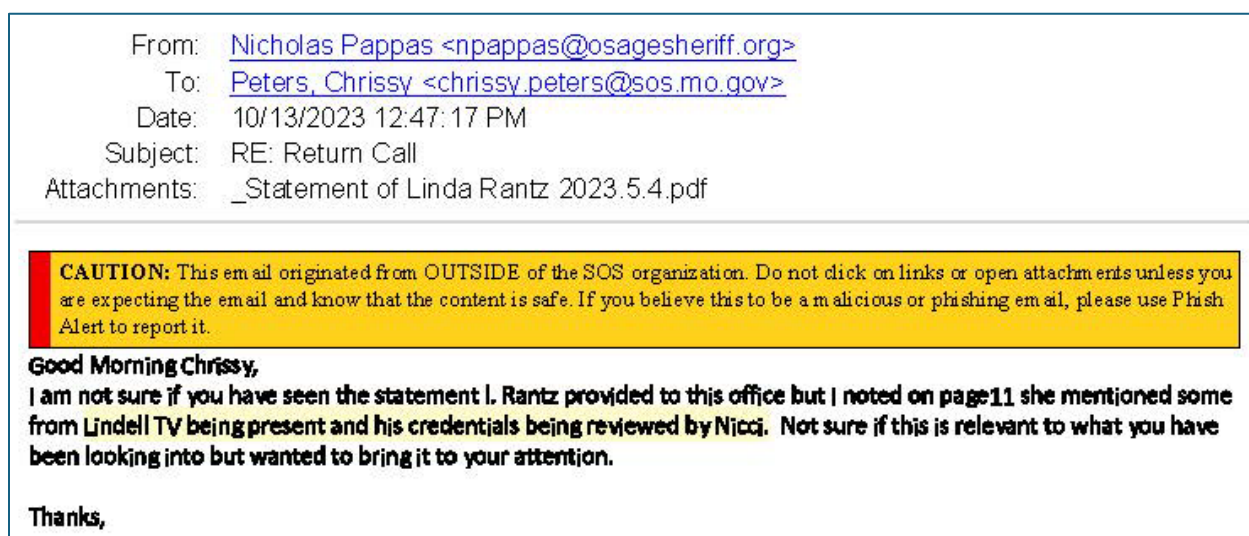 From: Nicholas Pappas <npappas@osagesheriff.org>
To: Peters, Chrissy <chrissy.peters@sos.mo.gov>
Date: 10/13/2023 12:47:17 PM
Subject: RE: Return Call
Attachments: _Statement of Linda Rantz 2023.5.4.pdf
CAUTION: This email originated from OUTSIDE of the SOS organization. Do not click on links or open attachments unless you
are expecting the email and know that the content is safe. If you believe this to be a malicious or phishing email, please use Phish
Alert to report it.
Good Morning Chrissy,
I am not sure if you have seen the statement l. Rantz provided to this office but I noted on page11 she mentioned some
from Lindell TV being present and his credentials being reviewed by Nicci. Not sure if this is relevant to what you have
been looking into but wanted to bring it to your attention.
Thanks,